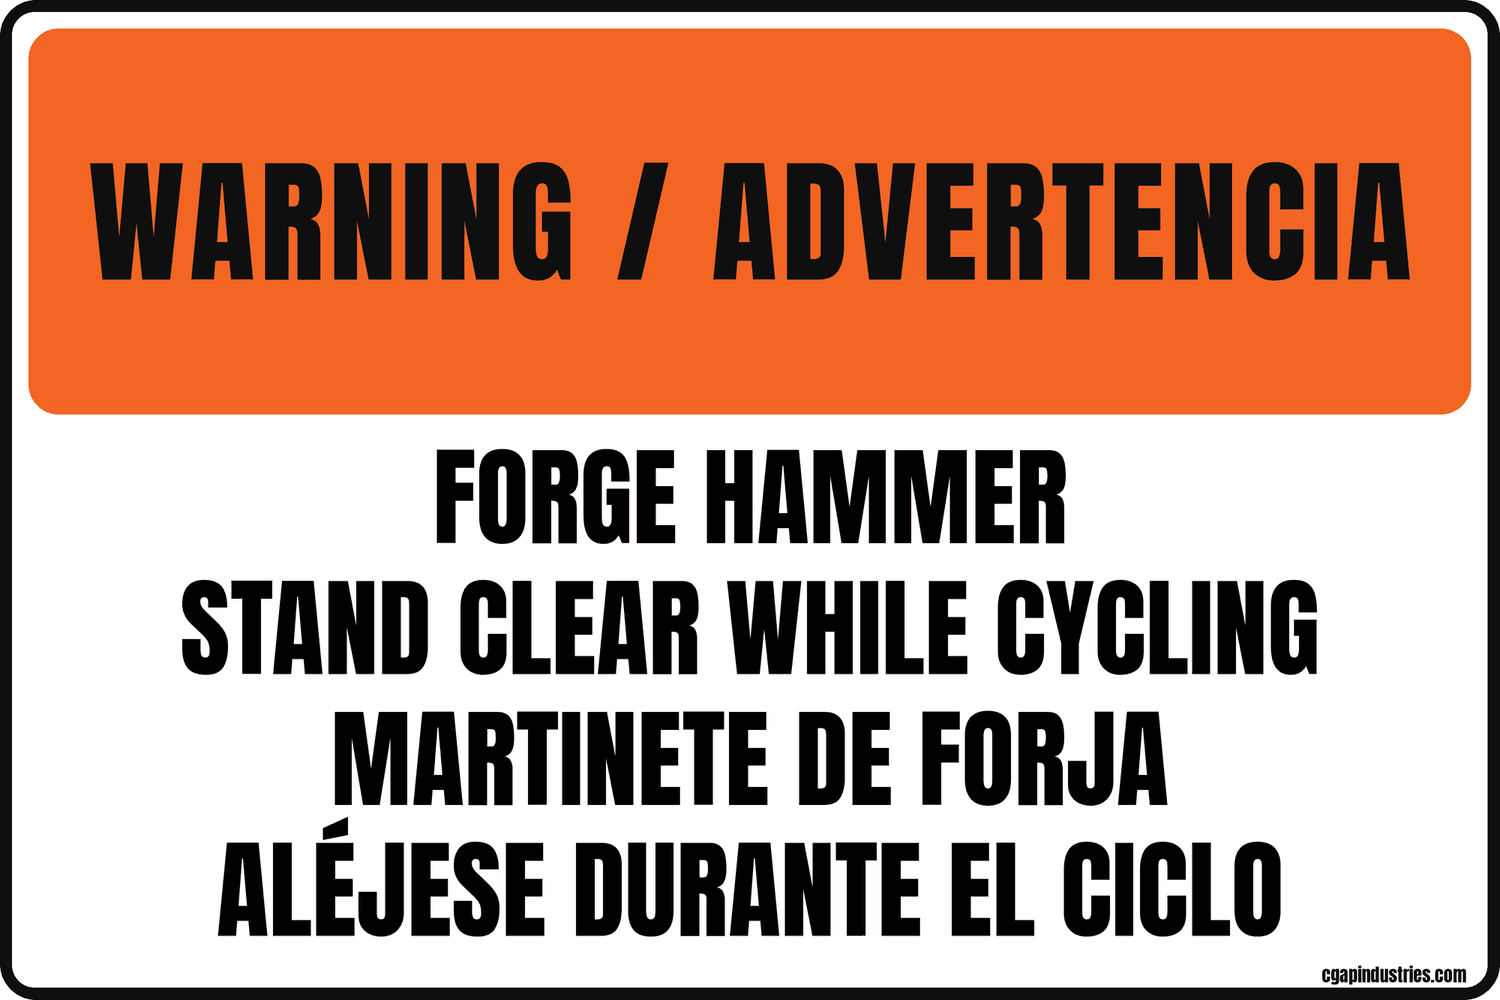 WARNING / ADVERTENCIA
FORGE HAMMER
STAND CLEAR WHILE CYCLING
MARTINETE DE FORJA
ALÉJESE DURANTE EL CICLO
cgapindustries.com